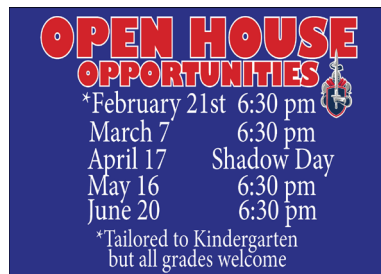 OPEN HOUSE
OPPORTUNITIES
*February 21st 6:30 pm
March 7 6:30 pm
April 17 Shadow Day
May 16 6:30 pm
June 20 6:30 pm
*Tailored to Kindergarten
but all grades welcome